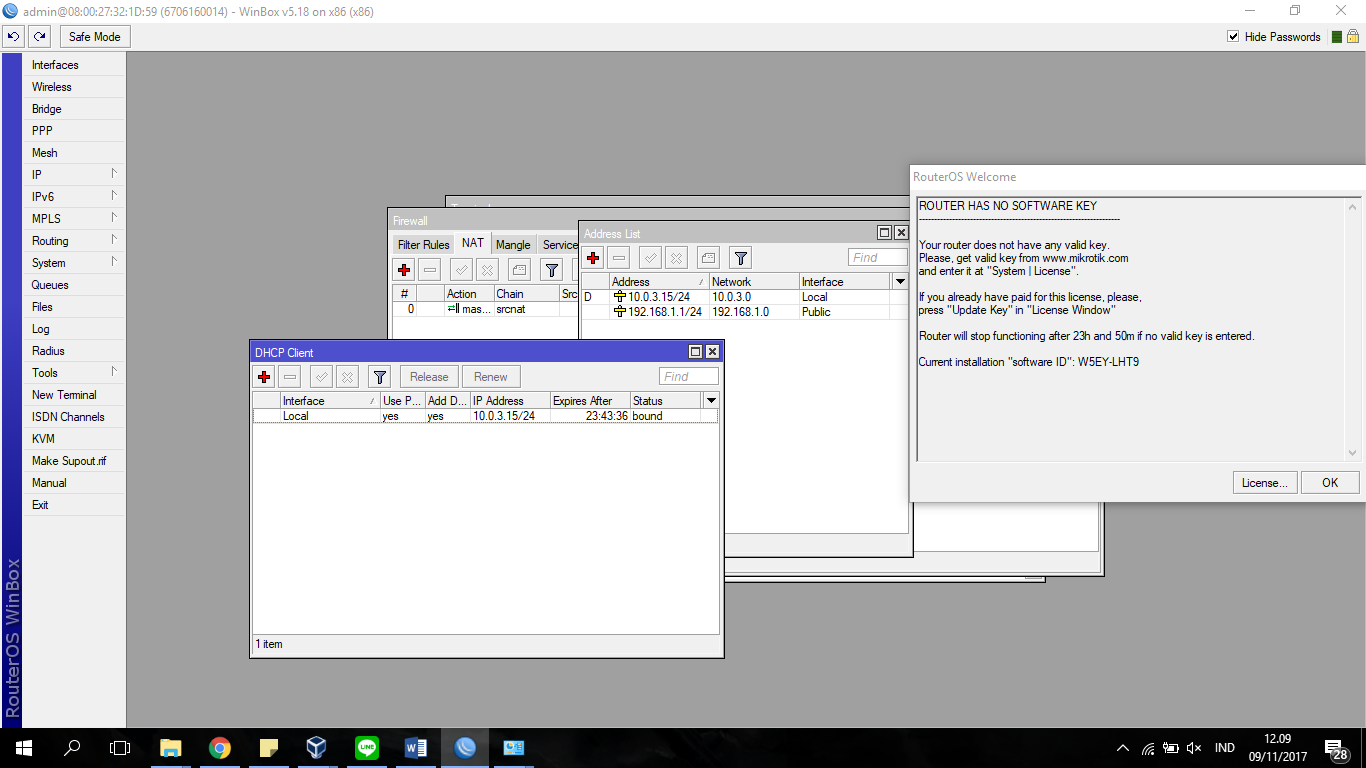 admin@08:00:27:32:1D:59 (6706160014) - WinBox v5.18 on x86 (x86)
Safe Mode
Hide Passwords
Interfaces
Wireless
Bridge
PPP
Mesh
IP
IPv6
MPLS
Routing
System
Queues
Files
Log
Radius
Tools
New Terminal
ISDN Channels
KVM
Make Supout.rif
Manual
Exit
RouterOS WinBox
Firewall
Filter Rules NAT Mangle Service
# Action Chain Src
0 mas... srcnat
Address List
Find
Address Network Interface
D 10.0.3.15/24 10.0.3.0 Local
192.168.1.1/24 192.168.1.0 Public
DHCP Client
Release Renew Find
Interface Use P... Add D... IP Address Expires After Status
Local yes yes 10.0.3.15/24 23:43:36 bound
1 item
RouterOS Welcome
ROUTER HAS NO SOFTWARE KEY
----------------------------------------------------------------------------
Your router does not have any valid key.
Please, get valid key from www.mikrotik.com
and enter it at "System | License".
If you already have paid for this license, please,
press "Update Key" in "License Window"
Router will stop functioning after 23h and 50m if no valid key is entered.
Current installation "software ID": W5EY-LHT9
License... OK
LINE
IND
12.09
09/11/2017
28